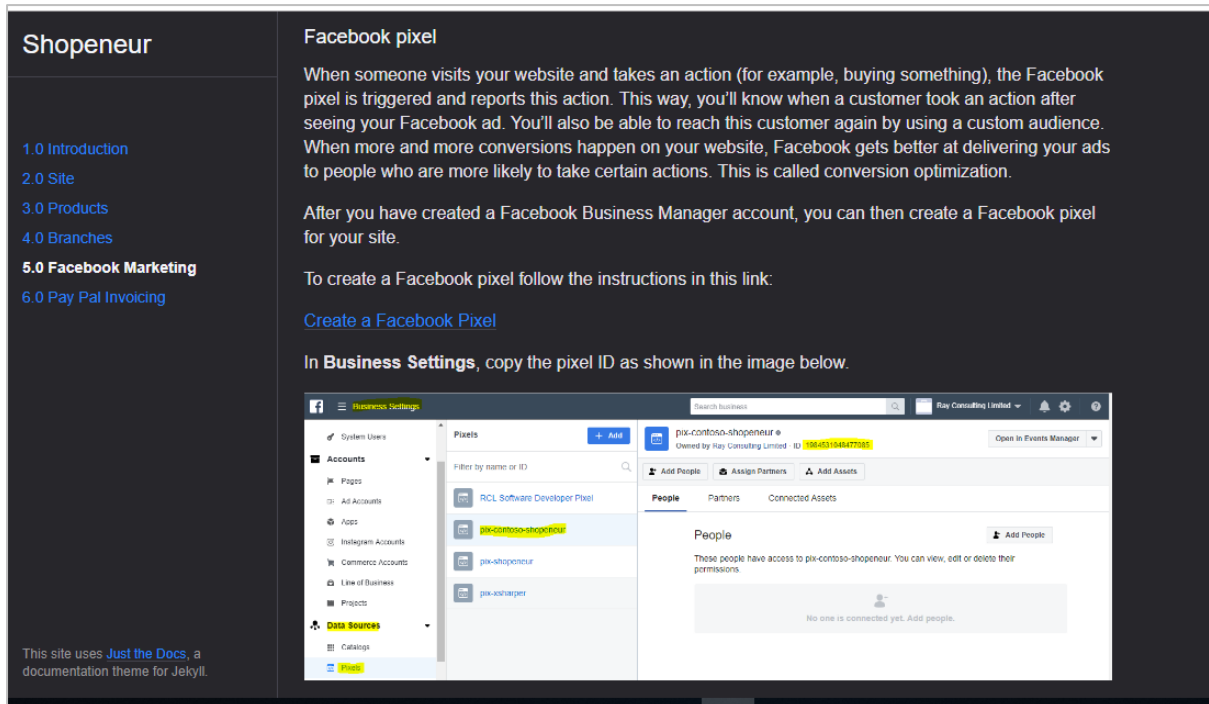 Shopeneur
1.0 Introduction
2.0 Site
3.0 Products
4.0 Branches
5.0 Facebook Marketing
6.0 Pay Pal Invoicing
This site uses Just the Docs, a
documentation theme for Jekyll.
Facebook pixel
When someone visits your website and takes an action (for example, buying something), the Facebook
pixel is triggered and reports this action. This way, you'll know when a customer took an action after
seeing your Facebook ad. You'll also be able to reach this customer again by using a custom audience.
When more and more conversions happen on your website, Facebook gets better at delivering your ads
to people who are more likely to take certain actions. This is called conversion optimization.
After you have created a Facebook Business Manager account, you can then create a Facebook pixel
for your site.
To create a Facebook pixel follow the instructions in this link:
Create a Facebook Pixel
In Business Settings, copy the pixel ID as shown in the image below.
Business Settings
Search business
Ray Consulting Limited
System Users
Accounts
Pages
Ad Accounts
Apps
Instagram Accounts
Commerce Accounts
Line of Business
Projects
Data Sources
Catalogs
Pixels
Pixels
+ Add
Filter by name or ID
RCL Software Developer Pixel
pix-contoso-shopeneur
pix-shopeneur
pix-xsharper
pix-contoso-shopeneur
Owned by Ray Consulting Limited · ID: 1984531048477085
Open in Events Manager
Add People
Assign Partners
Add Assets
People
Partners
Connected Assets
People
Add People
These people have access to pix-contoso-shopeneur. You can view, edit or delete their
permissions.
No one is connected yet. Add people.